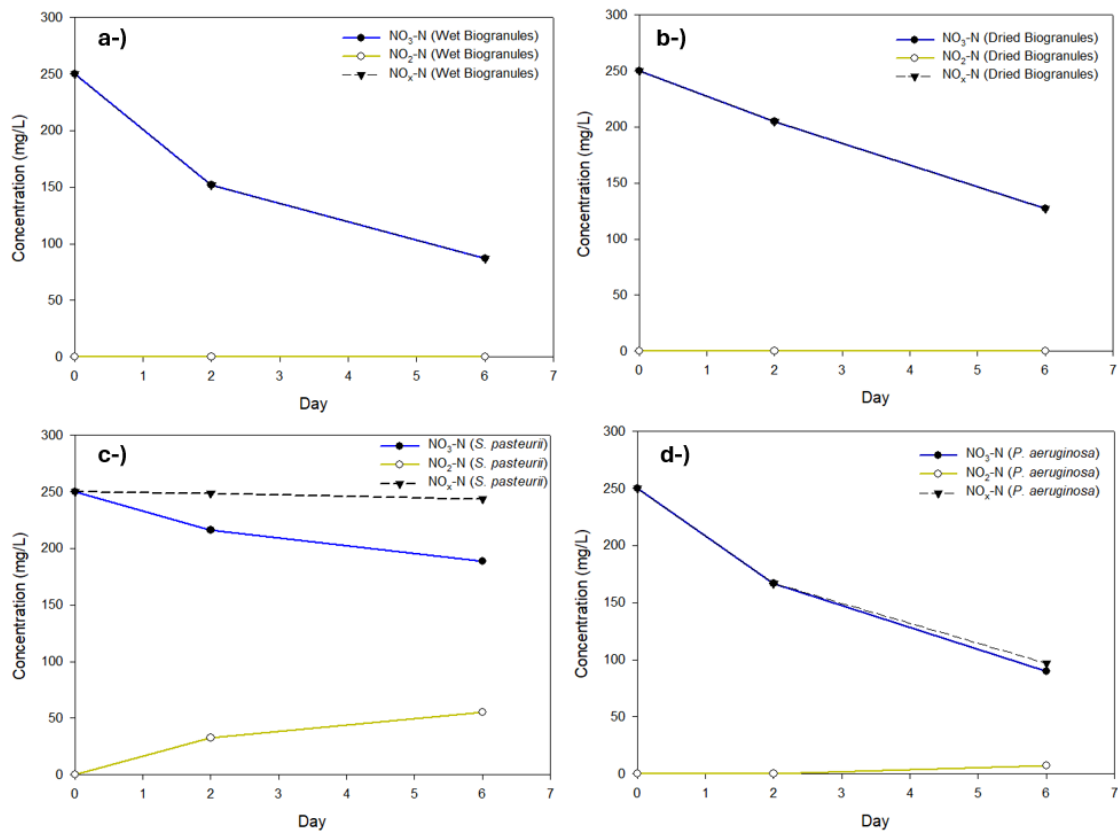 a-)
NO₃-N (Wet Biogranules)
NO₂-N (Wet Biogranules)
NOₓ-N (Wet Biogranules)
Concentration (mg/L)
300
250
200
150
100
50
0
0 1 2 3 4 5 6 7
Day
b-)
NO₃-N (Dried Biogranules)
NO₂-N (Dried Biogranules)
NOₓ-N (Dried Biogranules)
Concentration (mg/L)
300
250
200
150
100
50
0
0 1 2 3 4 5 6 7
Day
c-)
NO₃-N (S. pasteurii)
NO₂-N (S. pasteurii)
NOₓ-N (S. pasteurii)
Concentration (mg/L)
300
250
200
150
100
50
0
0 2 4 6
Day
d-)
NO₃-N (P. aeruginosa)
NO₂-N (P. aeruginosa)
NOₓ-N (P. aeruginosa)
Concentration (mg/L)
300
250
200
150
100
50
0
0 1 2 3 4 5 6 7
Day